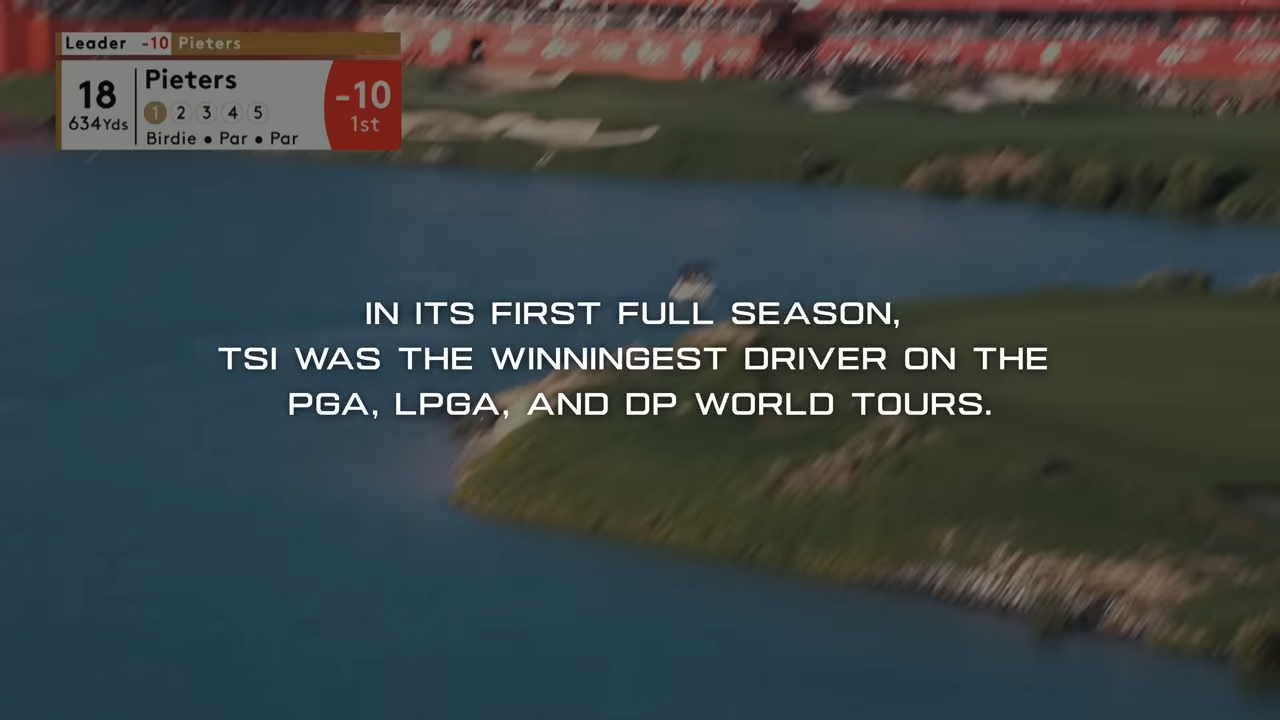 Leader -10 Pieters
18 Pieters -10
1 2 3 4 5
634Yds 1st
Birdie • Par • Par
IN ITS FIRST FULL SEASON,
TSI WAS THE WINNINGEST DRIVER ON THE
PGA, LPGA, AND DP WORLD TOURS.